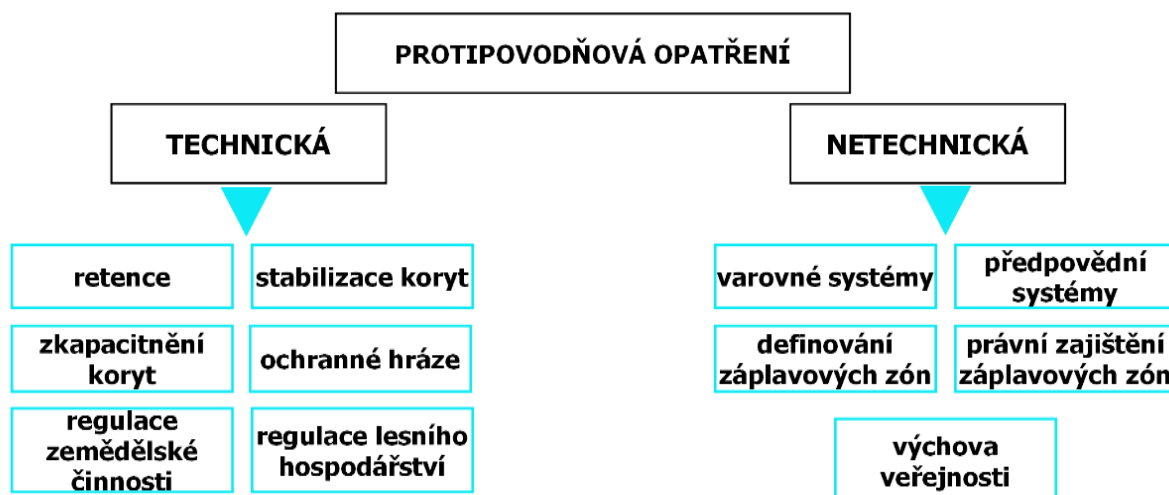 PROTIPOVODŇOVÁ OPATŘENÍ
TECHNICKÁ
NETECHNICKÁ
retence
stabilizace koryt
zkapacitnění
koryt
ochranné hráze
regulace
zemědělské
činnosti
regulace lesního
hospodářství
varovné systémy
předpovědní
systémy
definování
záplavových zón
právní zajištění
záplavových zón
výchova
veřejnosti